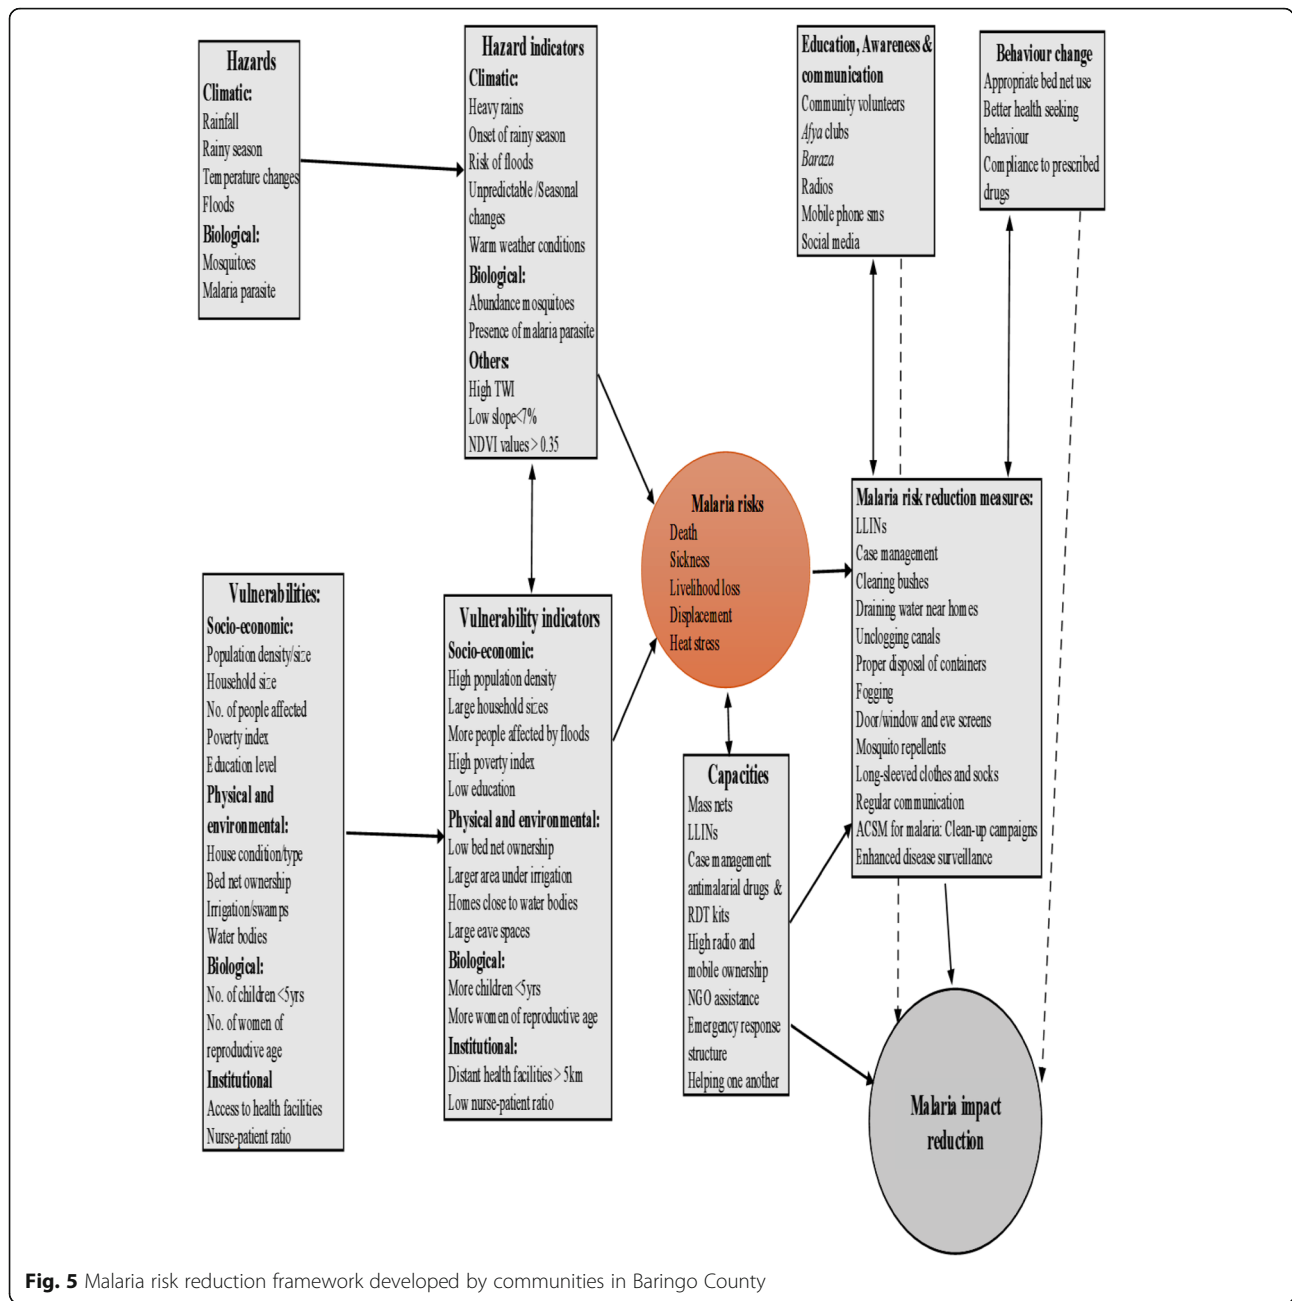 Hazards
Climatic:
Rainfall
Rainy season
Temperature changes
Floods
Biological:
Mosquitoes
Malaria parasite
Hazard indicators
Climatic:
Heavy rains
Onset of rainy season
Risk of floods
Unpredictable /Seasonal
changes
Warm weather conditions
Biological:
Abundance mosquitoes
Presence of malaria parasite
Others:
High TWI
Low slope<7%
NDVI values > 0.35
Education, Awareness &
communication
Community volunteers
Afya clubs
Baraza
Radios
Mobile phone sms
Social media
Behaviour change
Appropriate bed net use
Better health seeking
behaviour
Compliance to prescribed
drugs
Vulnerabilities:
Socio-economic:
Population density/size
Household size
No. of people affected
Poverty index
Education level
Physical and
environmental:
House condition/type
Bed net ownership
Irrigation/swamps
Water bodies
Biological:
No. of children <5yrs
No. of women of
reproductive age
Institutional
Access to health facilities
Nurse-patient ratio
Vulnerability indicators
Socio-economic:
High population density
Large household sizes
More people affected by floods
High poverty index
Low education
Physical and environmental:
Low bed net ownership
Larger area under irrigation
Homes close to water bodies
Large eave spaces
Biological:
More children <5yrs
More women of reproductive age
Institutional:
Distant health facilities > 5km
Low nurse-patient ratio
Malaria risks
Death
Sickness
Livelihood loss
Displacement
Heat stress
Capacities
Mass nets
LLINs
Case management:
antimalarial drugs &
RDT kits
High radio and
mobile ownership
NGO assistance
Emergency response
structure
Helping one another
Malaria risk reduction measures:
LLINs
Case management
Clearing bushes
Draining water near homes
Unclogging canals
Proper disposal of containers
Fogging
Door/window and eve screens
Mosquito repellents
Long-sleeved clothes and socks
Regular communication
ACSM for malaria: Clean-up campaigns
Enhanced disease surveillance
Malaria impact
reduction
Fig. 5 Malaria risk reduction framework developed by communities in Baringo County